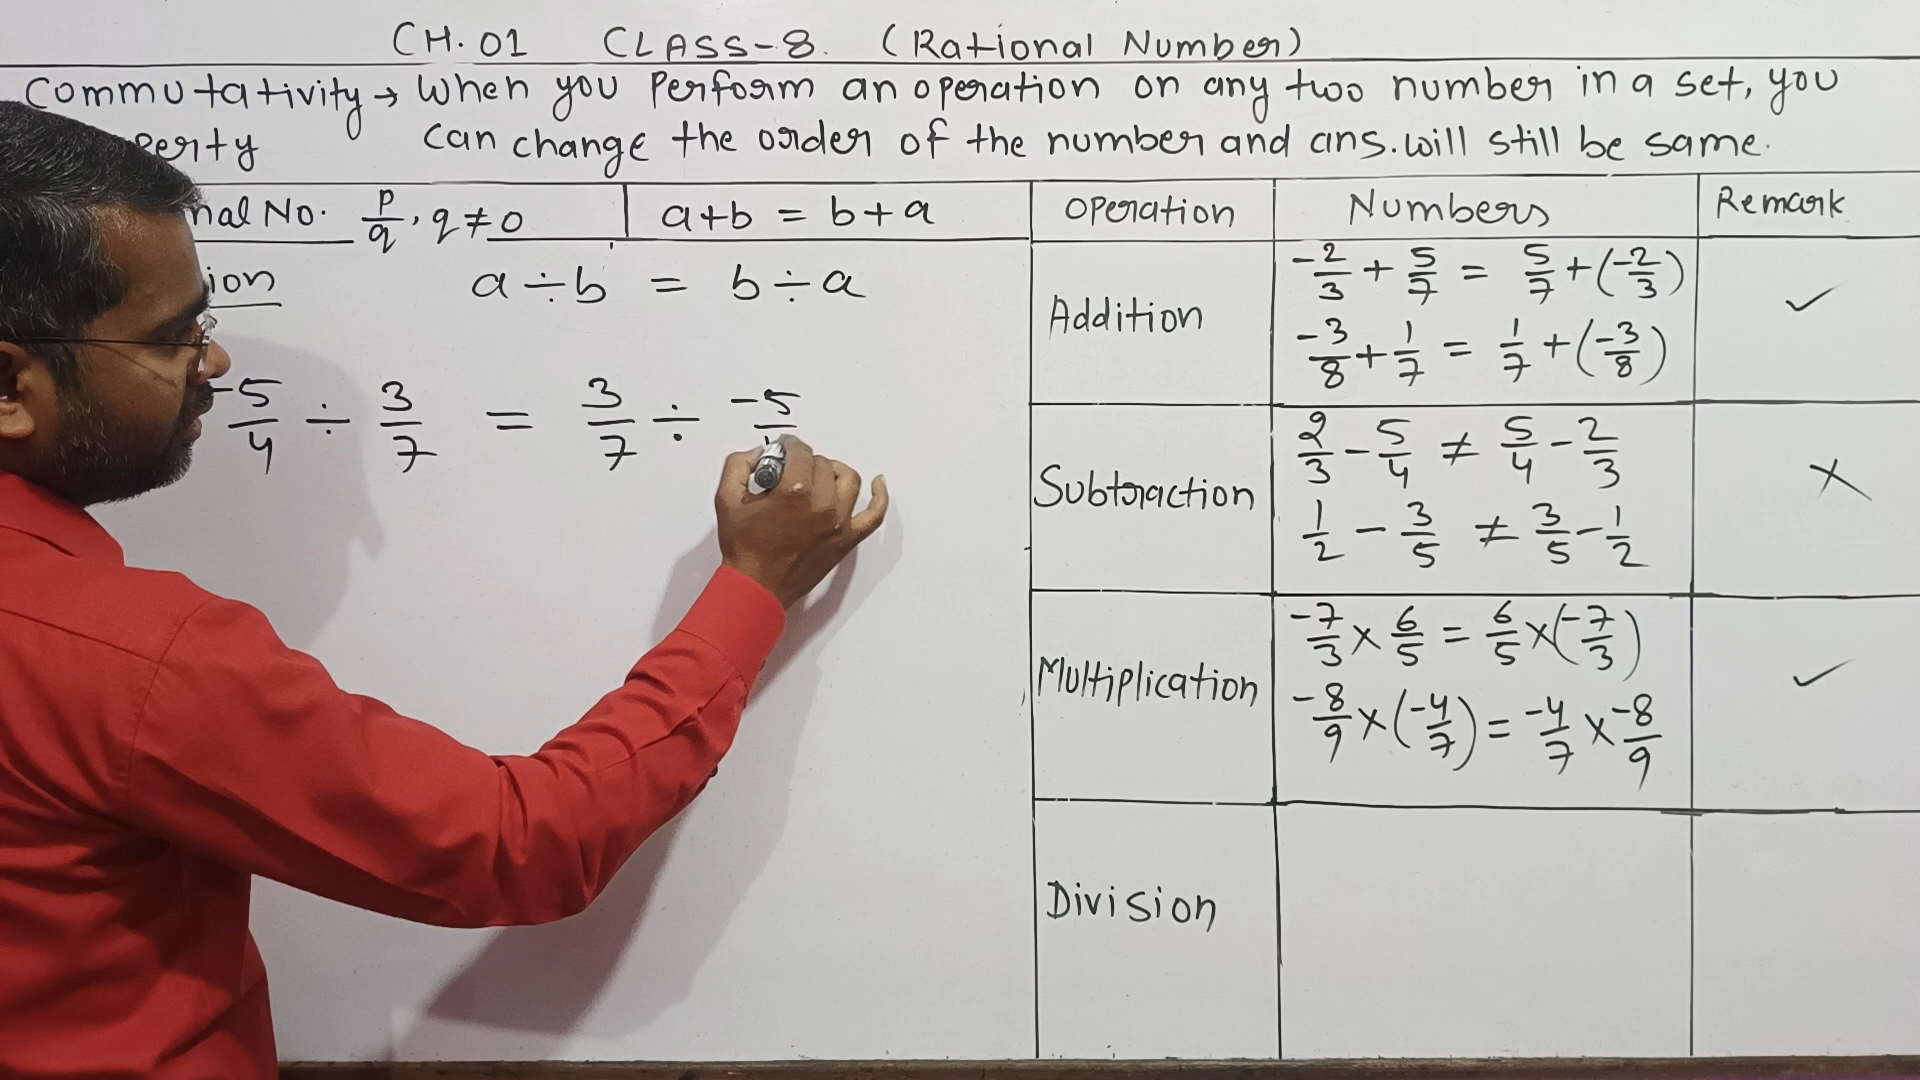 CH.01 CLASS-8. (Rational Number)
Commutativity → When you Perform an operation on any two number in a set, you
can change the order of the number and ans. will still be same.
No. p/q, q ≠ 0
a+b = b+a
a÷b = b÷a
-5/4 ÷ 3/7 = 3/7 ÷ -5
Operation Numbers Remark
Addition
-2/3 + 5/7 = 5/7 + (-2/3) ✓
-3/8 + 1/7 = 1/7 + (-3/8)
Subtraction
2/3 - 5/4 ≠ 5/4 - 2/3 ×
1/2 - 3/5 ≠ 3/5 - 1/2
Multiplication
-7/3 × 6/5 = 6/5 × (-7/3) ✓
-8/9 × (-4/7) = -4/7 × -8/9
Division